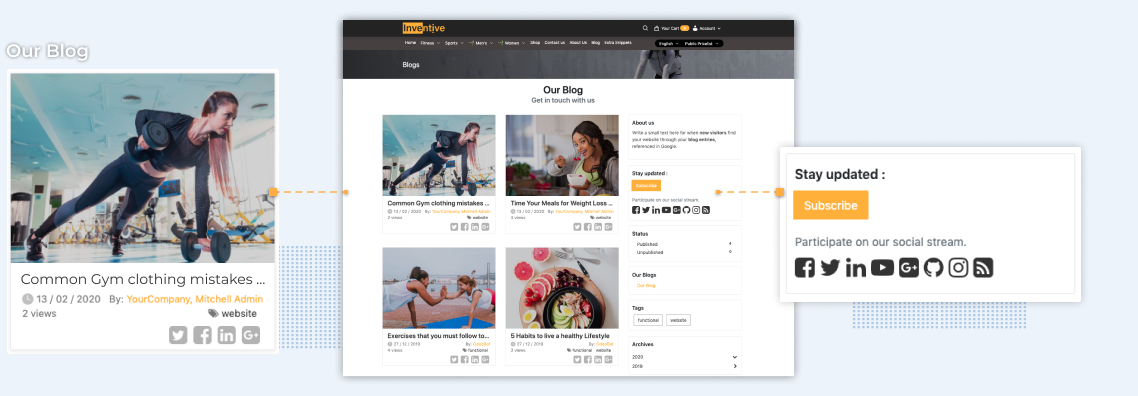 Our Blog
Common Gym clothing mistakes ...
13 / 02 / 2020 By: YourCompany, Mitchell Admin
2 views website
Inventive
Your Cart Account
Home Fitness Sports Men's Women Shop Contact us About Us Blog Extra Snippets English Public Pricelist
Blogs
Our Blog
Get in touch with us
Common Gym clothing mistakes ...
13 / 02 / 2020 By: YourCompany, Mitchell Admin
2 views website
Time Your Meals for Weight Loss ...
13 / 02 / 2020 By: YourCompany, Mitchell Admin
3 views website
Exercises that you must follow to...
27 / 12 / 2019 By:
4 views functional
5 Habits to live a healthy Lifestyle
27 / 12 / 2019 By:
3 views functional website
About us
Write a small text here for when new visitors find
your website through your blog entries,
referenced in Google.
Stay updated :
Subscribe
Participate on our social stream.
Status
Published
Unpublished
Our Blogs
Our Blog
Tags
functional website
Archives
2020
2019
Stay updated :
Subscribe
Participate on our social stream.